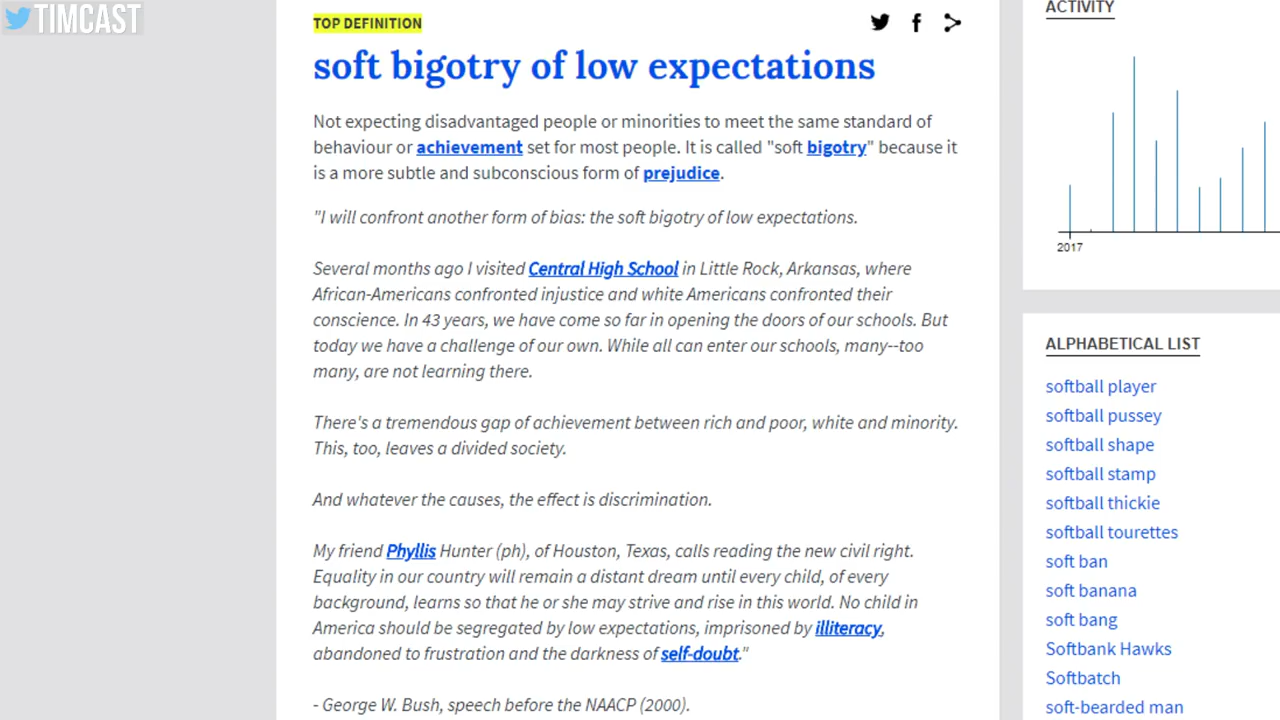 TIMCAST
TOP DEFINITION
soft bigotry of low expectations
Not expecting disadvantaged people or minorities to meet the same standard of
behaviour or achievement set for most people. It is called "soft bigotry" because it
is a more subtle and subconscious form of prejudice.
"I will confront another form of bias: the soft bigotry of low expectations.
Several months ago I visited Central High School in Little Rock, Arkansas, where
African-Americans confronted injustice and white Americans confronted their
conscience. In 43 years, we have come so far in opening the doors of our schools. But
today we have a challenge of our own. While all can enter our schools, many--too
many, are not learning there.
There's a tremendous gap of achievement between rich and poor, white and minority.
This, too, leaves a divided society.
And whatever the causes, the effect is discrimination.
My friend Phyllis Hunter (ph), of Houston, Texas, calls reading the new civil right.
Equality in our country will remain a distant dream until every child, of every
background, learns so that he or she may strive and rise in this world. No child in
America should be segregated by low expectations, imprisoned by illiteracy,
abandoned to frustration and the darkness of self-doubt."
- George W. Bush, speech before the NAACP (2000).
ACTIVITY
2017
ALPHABETICAL LIST
softball player
softball pussey
softball shape
softball stamp
softball thickie
softball tourettes
soft ban
soft banana
soft bang
Softbank Hawks
Softbatch
soft-bearded man